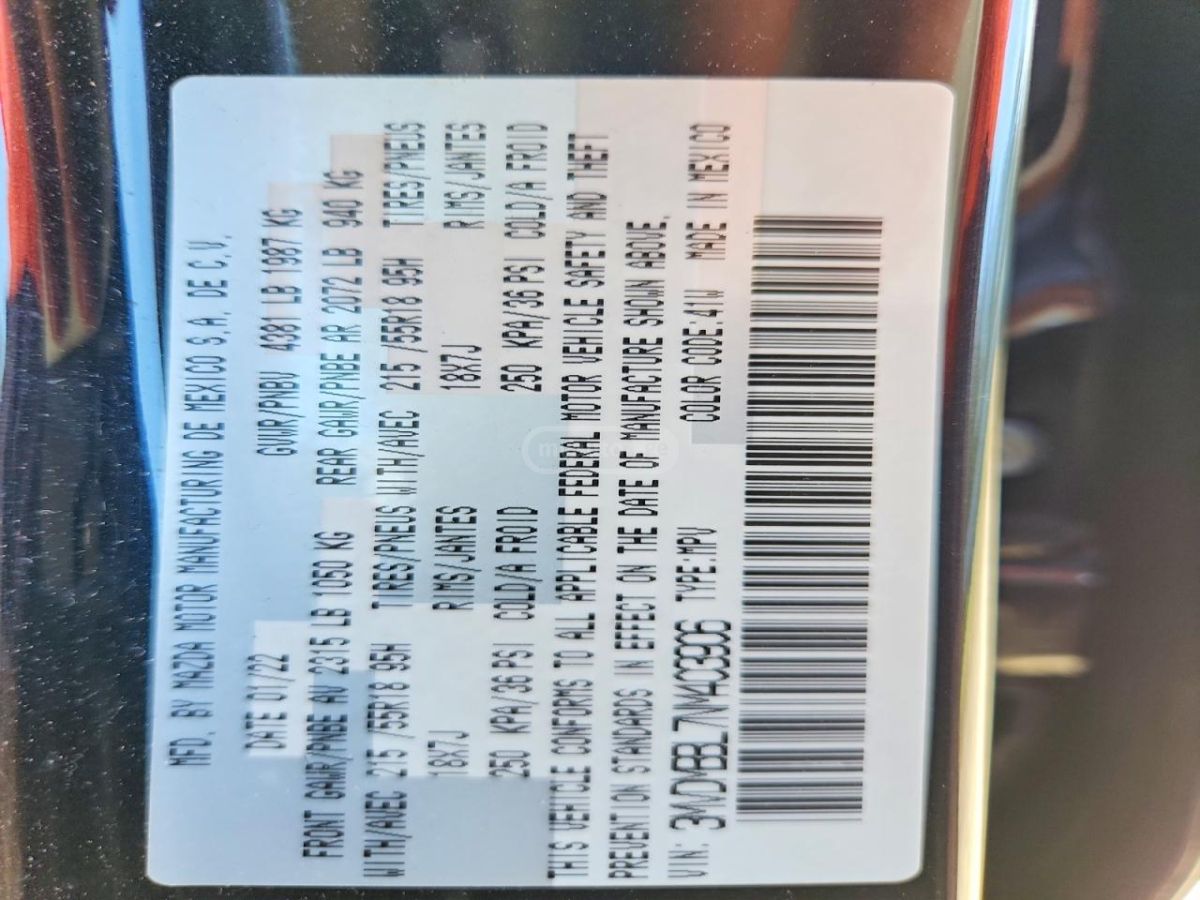 MFD. BY MAZDA MOTOR MANUFACTURING DE MEXICO S.A. DE C.V.
DATE 01/22 GVWR/PNBV 4381 LB 1987 KG
FRONT GAWR/PNBE AV 2315 LB 1050 KG REAR GAWR/PNBE AR 2072 LB 940 KG
WITH/AVEC 215 /55R18 95H TIRES/PNEUS WITH/AVEC 215 /55R18 95H TIRES/PNEUS
18X7J RIMS/JANTES 18X7J RIMS/JANTES
250 KPA/36 PSI COLD/A FROID 250 KPA/36 PSI COLD/A FROID
THIS VEHICLE CONFORMS TO ALL APPLICABLE FEDERAL MOTOR VEHICLE SAFETY AND THEFT
PREVENTION STANDARDS IN EFFECT ON THE DATE OF MANUFACTURE SHOWN ABOVE.
VIN: 3MVDMBBL7NM403906 TYPE:MPV COLOR CODE:41W MADE IN MEXICO